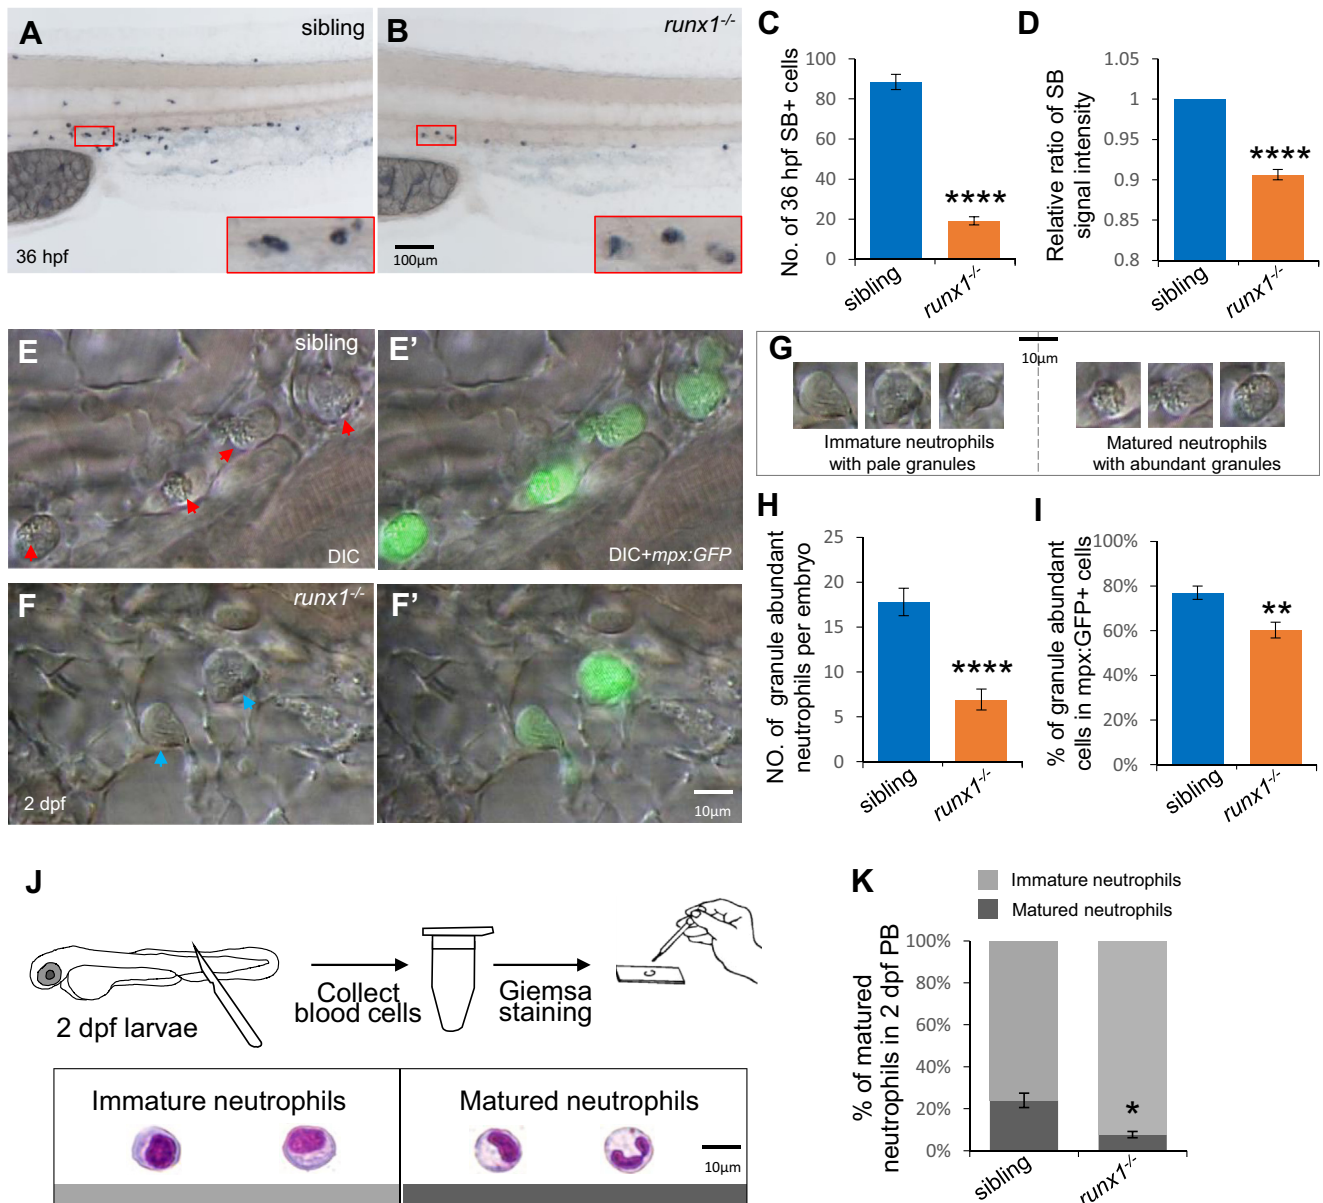 A
sibling
36 hpf
B
runx1-/-
100μm
C
No. of 36 hpf SB+ cells
100
80
60
40
20
0
****
sibling
runx1-/-
D
Relative ratio of SB
signal intensity
1.05
1
0.95
0.9
0.85
0.8
****
sibling
runx1-/-
E
sibling
DIC
E'
DIC+mpx:GFP
F
runx1-/-
2 dpf
F'
10μm
G
10μm
Immature neutrophils
with pale granules
Matured neutrophils
with abundant granules
H
NO. of granule abundant
neutrophils per embryo
25
20
15
10
5
0
****
sibling
runx1-/-
I
% of granule abundant
cells in mpx:GFP+ cells
100%
80%
60%
40%
20%
0%
**
sibling
runx1-/-
J
2 dpf larvae
Collect
blood cells
Giemsa
staining
Immature neutrophils
Matured neutrophils
10μm
K
Immature neutrophils
Matured neutrophils
% of matured
neutrophils in 2 dpf PB
100%
80%
60%
40%
20%
0%
*
sibling
runx1-/-